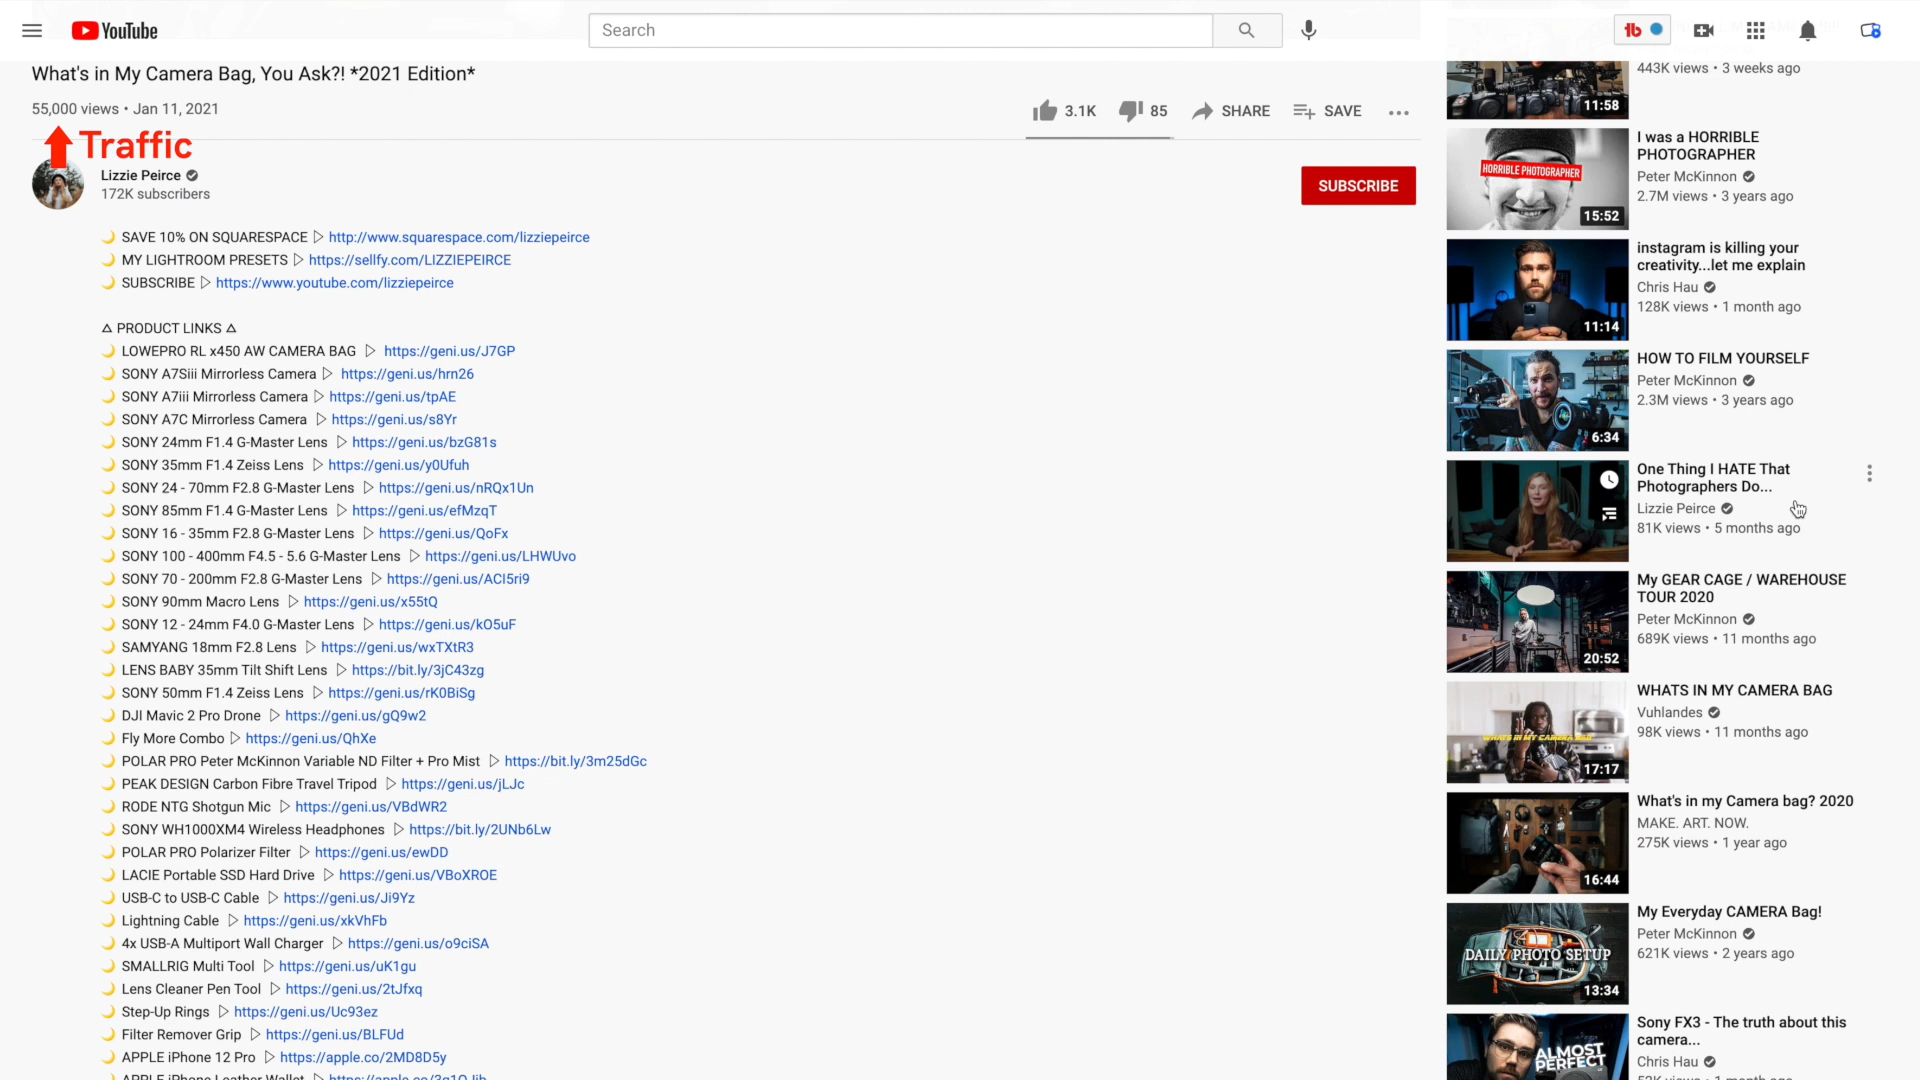 YouTube
Search
What's in My Camera Bag, You Ask?! *2021 Edition*
55,000 views • Jan 11, 2021
3.1K
85
SHARE
SAVE
Traffic
Lizzie Peirce
172K subscribers
SUBSCRIBE
SAVE 10% ON SQUARESPACE ▷ http://www.squarespace.com/lizziepeirce
MY LIGHTROOM PRESETS ▷ https://sellfy.com/LIZZIEPEIRCE
SUBSCRIBE ▷ https://www.youtube.com/lizziepeirce
△ PRODUCT LINKS △
LOWEPRO RL x450 AW CAMERA BAG ▷ https://geni.us/J7GP
SONY A7Siii Mirrorless Camera ▷ https://geni.us/hrn26
SONY A7iii Mirrorless Camera ▷ https://geni.us/tpAE
SONY A7C Mirrorless Camera ▷ https://geni.us/s8Yr
SONY 24mm F1.4 G-Master Lens ▷ https://geni.us/bzG81s
SONY 35mm F1.4 Zeiss Lens ▷ https://geni.us/y0Ufuh
SONY 24 - 70mm F2.8 G-Master Lens ▷ https://geni.us/nRQx1Un
SONY 85mm F1.4 G-Master Lens ▷ https://geni.us/efMzqT
SONY 16 - 35mm F2.8 G-Master Lens ▷ https://geni.us/QoFx
SONY 100 - 400mm F4.5 - 5.6 G-Master Lens ▷ https://geni.us/LHWUvo
SONY 70 - 200mm F2.8 G-Master Lens ▷ https://geni.us/ACI5ri9
SONY 90mm Macro Lens ▷ https://geni.us/x55tQ
SONY 12 - 24mm F4.0 G-Master Lens ▷ https://geni.us/kO5uF
SAMYANG 18mm F2.8 Lens ▷ https://geni.us/wxTXtR3
LENS BABY 35mm Tilt Shift Lens ▷ https://bit.ly/3jC43zg
SONY 50mm F1.4 Zeiss Lens ▷ https://geni.us/rK0BiSg
DJI Mavic 2 Pro Drone ▷ https://geni.us/gQ9w2
Fly More Combo ▷ https://geni.us/QhXe
POLAR PRO Peter McKinnon Variable ND Filter + Pro Mist ▷ https://bit.ly/3m25dGc
PEAK DESIGN Carbon Fibre Travel Tripod ▷ https://geni.us/jLJc
RODE NTG Shotgun Mic ▷ https://geni.us/VBdWR2
SONY WH1000XM4 Wireless Headphones ▷ https://bit.ly/2UNb6Lw
POLAR PRO Polarizer Filter ▷ https://geni.us/ewDD
LACIE Portable SSD Hard Drive ▷ https://geni.us/VBoXROE
USB-C to USB-C Cable ▷ https://geni.us/Ji9Yz
Lightning Cable ▷ https://geni.us/xkVhFb
4x USB-A Multiport Wall Charger ▷ https://geni.us/o9ciSA
SMALLRIG Multi Tool ▷ https://geni.us/uK1gu
Lens Cleaner Pen Tool ▷ https://geni.us/2tJfxq
Step-Up Rings ▷ https://geni.us/Uc93ez
Filter Remover Grip ▷ https://geni.us/BLFUd
APPLE iPhone 12 Pro ▷ https://apple.co/2MD8D5y
APPLE iPhone Leather Wallet ▷
443K views • 3 weeks ago
11:58
I was a HORRIBLE
PHOTOGRAPHER
Peter McKinnon
2.7M views • 3 years ago
HORRIBLE PHOTOGRAPHER
15:52
instagram is killing your
creativity...let me explain
Chris Hau
128K views • 1 month ago
11:14
HOW TO FILM YOURSELF
Peter McKinnon
2.3M views • 3 years ago
6:34
One Thing I HATE That
Photographers Do...
Lizzie Peirce
81K views • 5 months ago
My GEAR CAGE / WAREHOUSE
TOUR 2020
Peter McKinnon
689K views • 11 months ago
20:52
WHATS IN MY CAMERA BAG
Vuhlandes
98K views • 11 months ago
WHATS IN MY CAMERA BAG
17:17
What's in my Camera bag? 2020
MAKE. ART. NOW.
275K views • 1 year ago
16:44
My Everyday CAMERA Bag!
Peter McKinnon
621K views • 2 years ago
DAILY PHOTO SETUP
13:34
Sony FX3 - The truth about this
camera...
Chris Hau
ALMOST
PERFECT